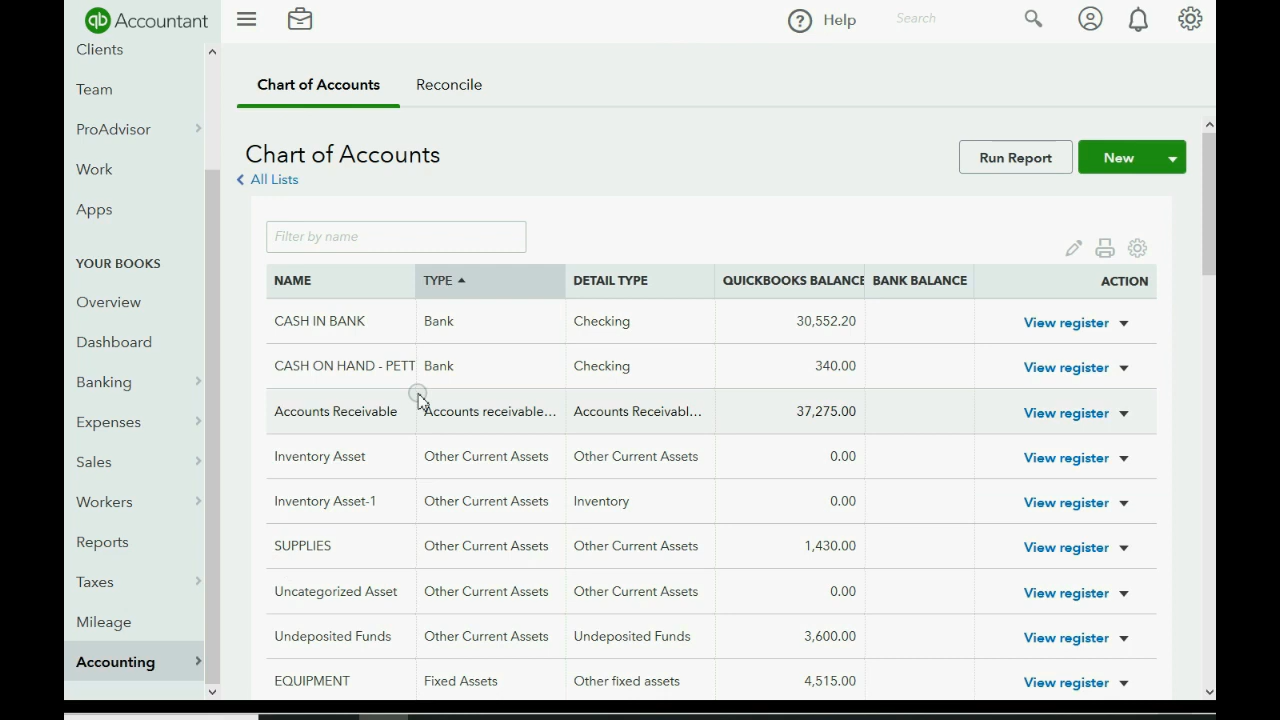 qb Accountant
Help
Search
Clients
Team
ProAdvisor
Work
Apps
YOUR BOOKS
Overview
Dashboard
Banking
Expenses
Sales
Workers
Reports
Taxes
Mileage
Accounting
Chart of Accounts Reconcile
Chart of Accounts
All Lists
Run Report
New
Filter by name
NAME TYPE DETAIL TYPE QUICKBOOKS BALANCE BANK BALANCE ACTION
CASH IN BANK Bank Checking 30,552.20 View register
CASH ON HAND - PETT Bank Checking 340.00 View register
Accounts Receivable Accounts receivable... Accounts Receivabl... 37,275.00 View register
Inventory Asset Other Current Assets Other Current Assets 0.00 View register
Inventory Asset-1 Other Current Assets Inventory 0.00 View register
SUPPLIES Other Current Assets Other Current Assets 1,430.00 View register
Uncategorized Asset Other Current Assets Other Current Assets 0.00 View register
Undeposited Funds Other Current Assets Undeposited Funds 3,600.00 View register
EQUIPMENT Fixed Assets Other fixed assets 4,515.00 View register